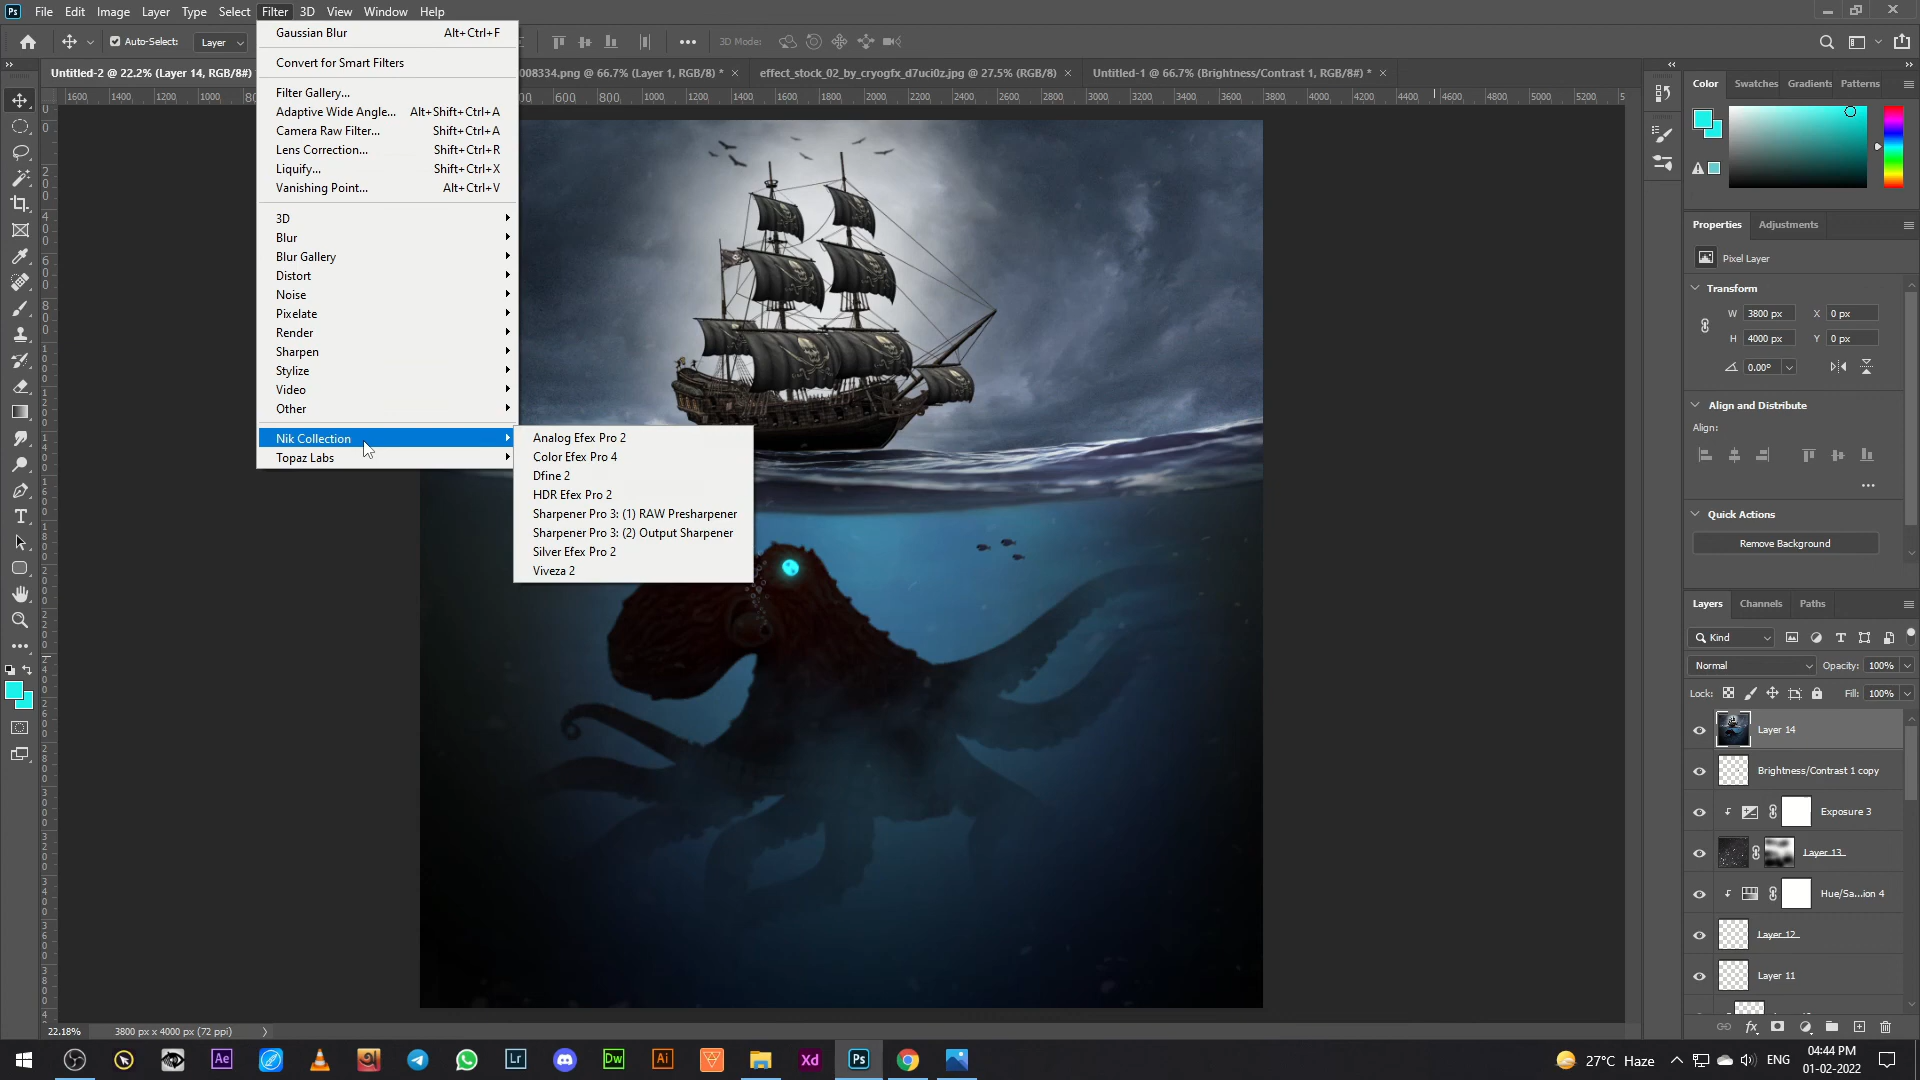 Ps File Edit Image Layer Type Select Filter 3D View Window Help
Auto-Select: Layer 3D Mode:
Untitled-2 @ 22.2% (Layer 14, RGB/8#) 008334.png @ 66.7% (Layer 1, RGB/8) * effect_stock_02_by_cryogfx_d7uci0z.jpg @ 27.5% (RGB/8) Untitled-1 @ 66.7% (Brightness/Contrast 1, RGB/8#) *
Gaussian Blur Alt+Ctrl+F
Convert for Smart Filters
Filter Gallery...
Adaptive Wide Angle... Alt+Shift+Ctrl+A
Camera Raw Filter... Shift+Ctrl+A
Lens Correction... Shift+Ctrl+R
Liquify... Shift+Ctrl+X
Vanishing Point... Alt+Ctrl+V
3D
Blur
Blur Gallery
Distort
Noise
Pixelate
Render
Sharpen
Stylize
Video
Other
Nik Collection
Topaz Labs
Analog Efex Pro 2
Color Efex Pro 4
Dfine 2
HDR Efex Pro 2
Sharpener Pro 3: (1) RAW Presharpener
Sharpener Pro 3: (2) Output Sharpener
Silver Efex Pro 2
Viveza 2
Color Swatches Gradients Patterns
Properties Adjustments
Pixel Layer
Transform
W 3800 px X 0 px
H 4000 px Y 0 px
0.00°
Align and Distribute
Align:
Quick Actions
Remove Background
Layers Channels Paths
Kind
Normal Opacity: 100%
Lock: Fill: 100%
Layer 14
Brightness/Contrast 1 copy
Exposure 3
Layer 13
Hue/Sa...ion 4
Layer 12
Layer 11
22.18% 3800 px x 4000 px (72 ppi)
Ae Lr Dw Ai Xd Ps
27°C Haze ENG 04:44 PM
01-02-2022